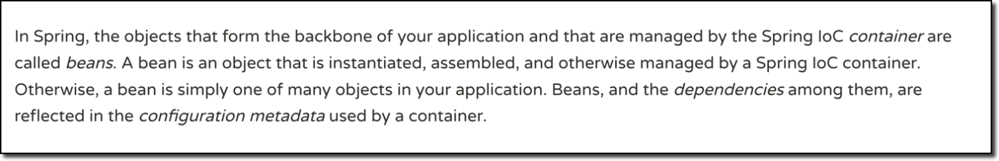 In Spring, the objects that form the backbone of your application and that are managed by the Spring IoC container are
called beans. A bean is an object that is instantiated, assembled, and otherwise managed by a Spring IoC container.
Otherwise, a bean is simply one of many objects in your application. Beans, and the dependencies among them, are
reflected in the configuration metadata used by a container.